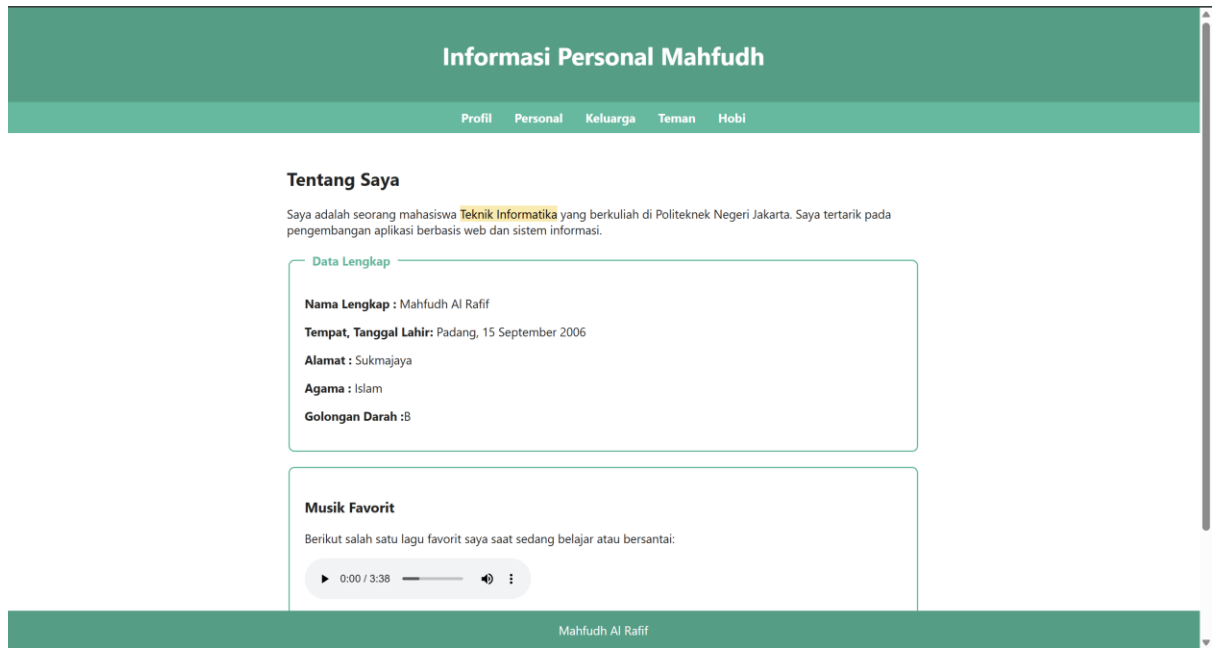 Informasi Personal Mahfudh
Profil Personal Keluarga Teman Hobi
Tentang Saya
Saya adalah seorang mahasiswa Teknik Informatika yang berkuliah di Politeknek Negeri Jakarta. Saya tertarik pada
pengembangan aplikasi berbasis web dan sistem informasi.
Data Lengkap
Nama Lengkap : Mahfudh Al Rafif
Tempat, Tanggal Lahir: Padang, 15 September 2006
Alamat : Sukmajaya
Agama : Islam
Golongan Darah :B
Musik Favorit
Berikut salah satu lagu favorit saya saat sedang belajar atau bersantai:
0:00 / 3:38
Mahfudh Al Rafif